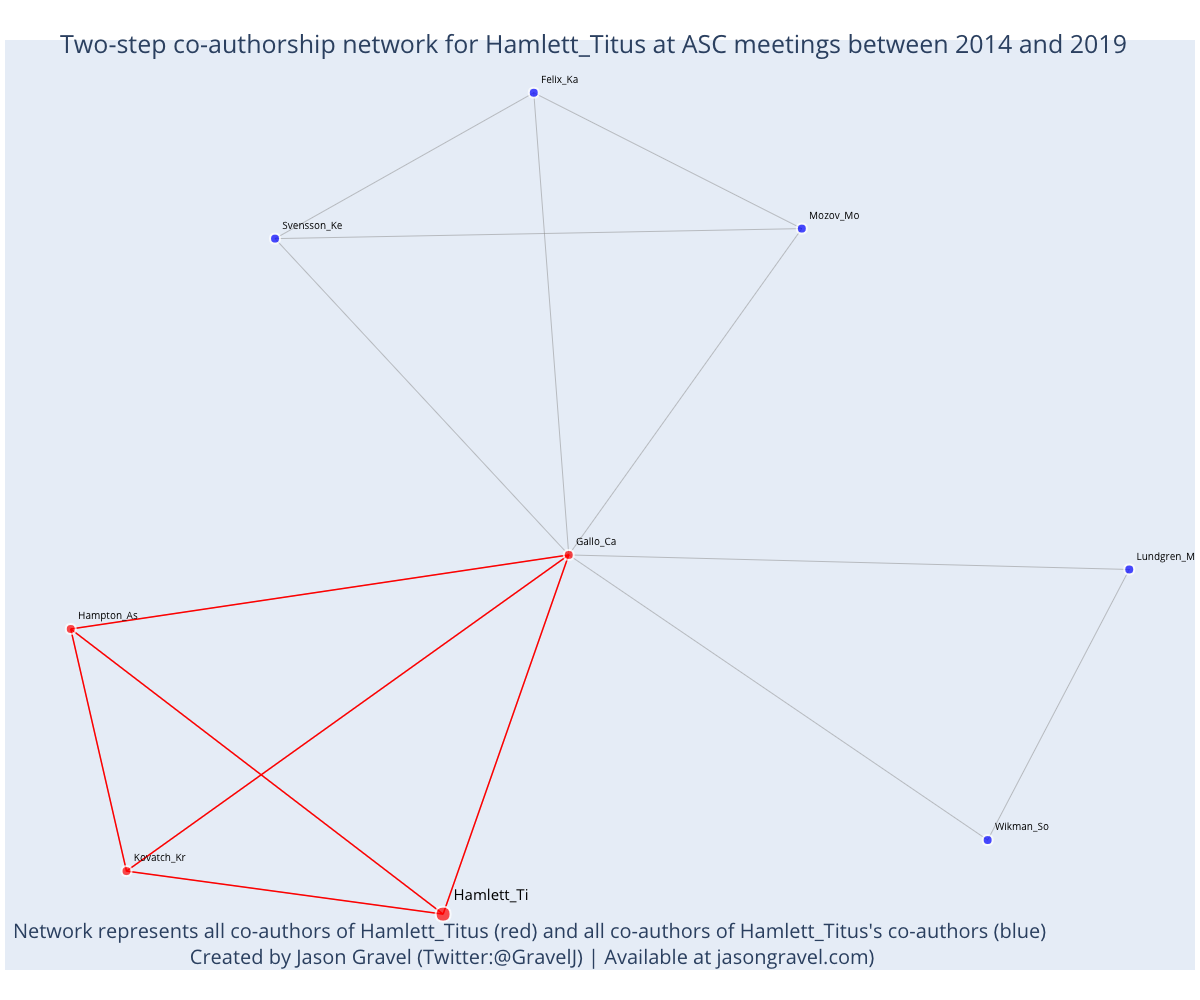 Two-step co-authorship network for Hamlett_Titus at ASC meetings between 2014 and 2019
Felix_Ka
Mozov_Mo
Svensson_Ke
Gallo_Ca
Lundgren_M
Hampton_As
Wikman_So
Kovatch_Kr
Hamlett_Ti
Network represents all co-authors of Hamlett_Titus (red) and all co-authors of Hamlett_Titus's co-authors (blue)
Created by Jason Gravel (Twitter:@GravelJ) | Available at jasongravel.com)